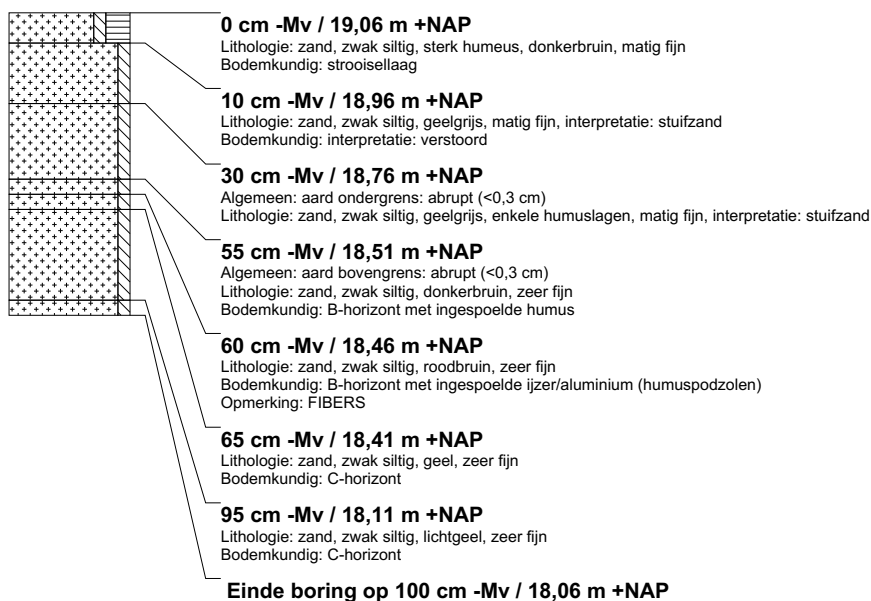 0 cm -Mv / 19,06 m +NAP
Lithologie: zand, zwak siltig, sterk humeus, donkerbruin, matig fijn
Bodemkundig: strooisellaag
10 cm -Mv / 18,96 m +NAP
Lithologie: zand, zwak siltig, geelgrijs, matig fijn, interpretatie: stuifzand
Bodemkundig: interpretatie: verstoord
30 cm -Mv / 18,76 m +NAP
Algemeen: aard ondergrens: abrupt (<0,3 cm)
Lithologie: zand, zwak siltig, geelgrijs, enkele humuslagen, matig fijn, interpretatie: stuifzand
55 cm -Mv / 18,51 m +NAP
Algemeen: aard bovengrens: abrupt (<0,3 cm)
Lithologie: zand, zwak siltig, donkerbruin, zeer fijn
Bodemkundig: B-horizont met ingespoelde humus
60 cm -Mv / 18,46 m +NAP
Lithologie: zand, zwak siltig, roodbruin, zeer fijn
Bodemkundig: B-horizont met ingespoelde ijzer/aluminium (humuspodzolen)
Opmerking: FIBERS
65 cm -Mv / 18,41 m +NAP
Lithologie: zand, zwak siltig, geel, zeer fijn
Bodemkundig: C-horizont
95 cm -Mv / 18,11 m +NAP
Lithologie: zand, zwak siltig, lichtgeel, zeer fijn
Bodemkundig: C-horizont
Einde boring op 100 cm -Mv / 18,06 m +NAP